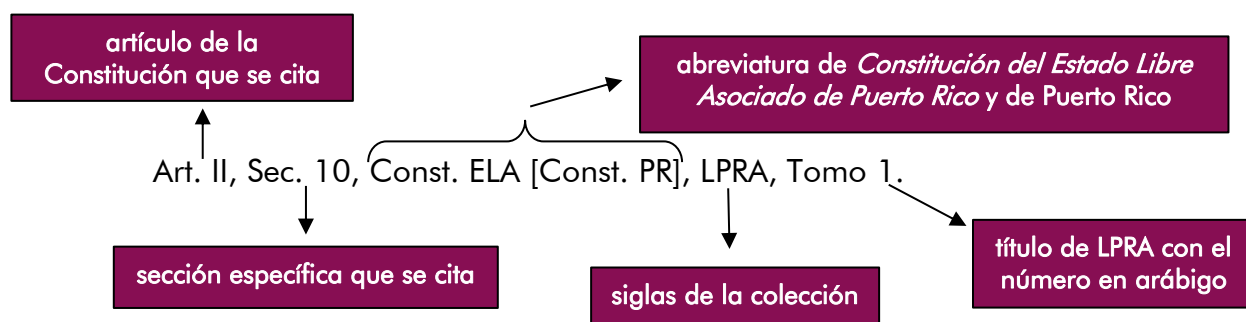 artículo de la
Constitución que se cita
abreviatura de Constitución del Estado Libre
Asociado de Puerto Rico y de Puerto Rico
Art. II, Sec. 10, Const. ELA [Const. PR], LPRA, Tomo 1.
sección específica que se cita
siglas de la colección
título de LPRA con el
número en arábigo